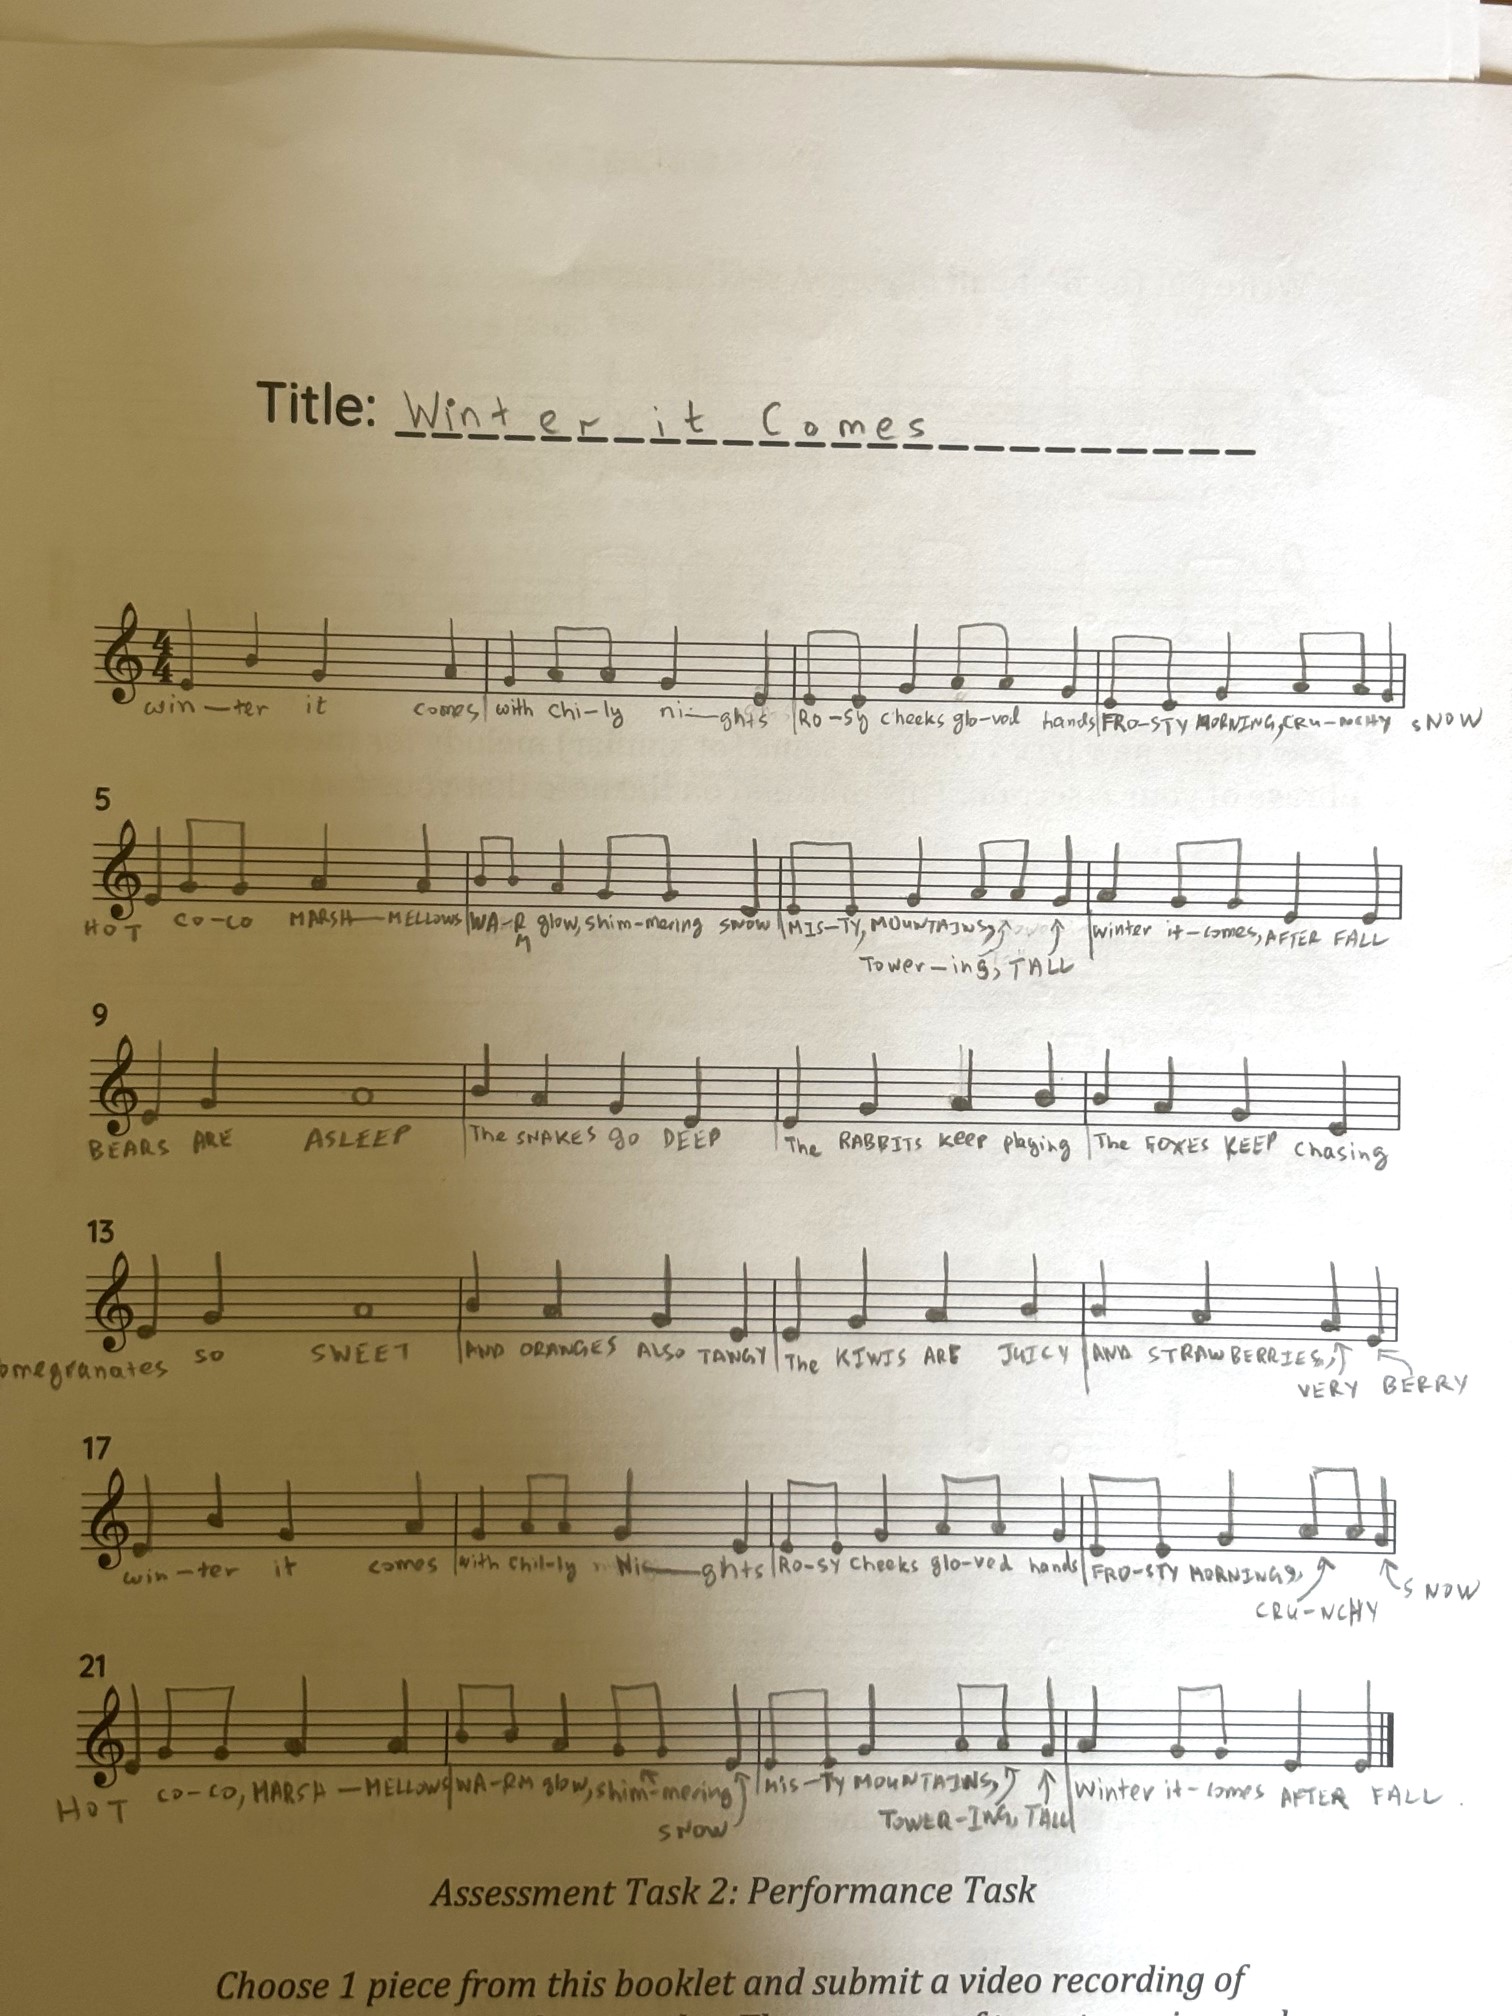 Title: Winter it Comes
4
4
win-ter it comes with chi-ly ni-ghts Ro-sy cheeks glo-ved hands FRO-STY MORNING, CRU-NCHY SNOW
5
HOT CO-CO MARSH-MELLOWS WA-RM glow, shim-mering SNOW MIS-TY, MOUNTAINS, winter it-comes, AFTER FALL
Tower-ing, TALL
9
BEARS ARE ASLEEP The SNAKES go DEEP The RABBITS keep playing The FOXES KEEP chasing
13
omegranates so SWEET AND ORANGES ALSO TANGY The KIWIS ARE JUICY AND STRAWBERRIES,
VERY BERRY
17
win-ter it comes with chil-ly Ni-ghts Ro-sy cheeks glo-ved hands FRO-STY MORNINGS, SNOW
CRU-NCHY
21
HOT CO-CO, MARSH-MELLOWS WA-RM glow, shim-mering Mis-TY MOUNTAINS, Winter it-comes AFTER FALL.
SNOW TOWER-ING, TALL
Assessment Task 2: Performance Task
Choose 1 piece from this booklet and submit a video recording of